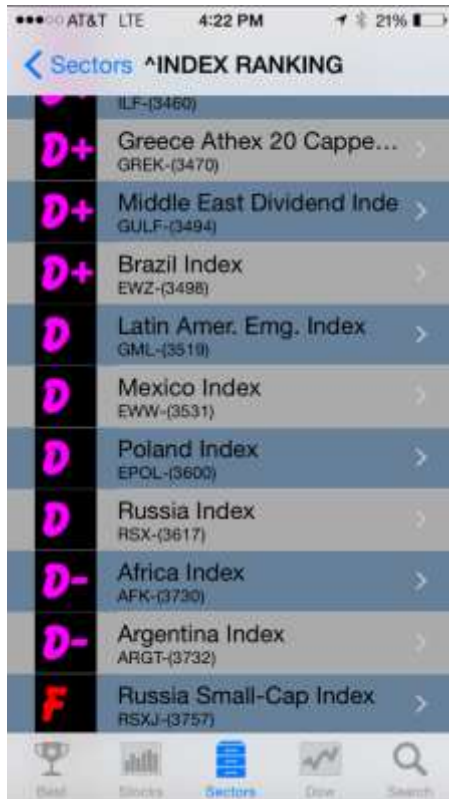 AT&T LTE 4:22 PM 21%
Sectors ^INDEX RANKING
ILF-(3460)
D+ Greece Athex 20 Cappe...
GREK-(3470)
D+ Middle East Dividend Inde
GULF-(3494)
D+ Brazil Index
EWZ-(3498)
D Latin Amer. Emg. Index
GML-(3519)
D Mexico Index
EWW-(3531)
D Poland Index
EPOL-(3600)
D Russia Index
RSX-(3617)
D- Africa Index
AFK-(3730)
D- Argentina Index
ARGT-(3732)
F Russia Small-Cap Index
RSXJ-(3757)
Best Stocks Sectors Dow Search